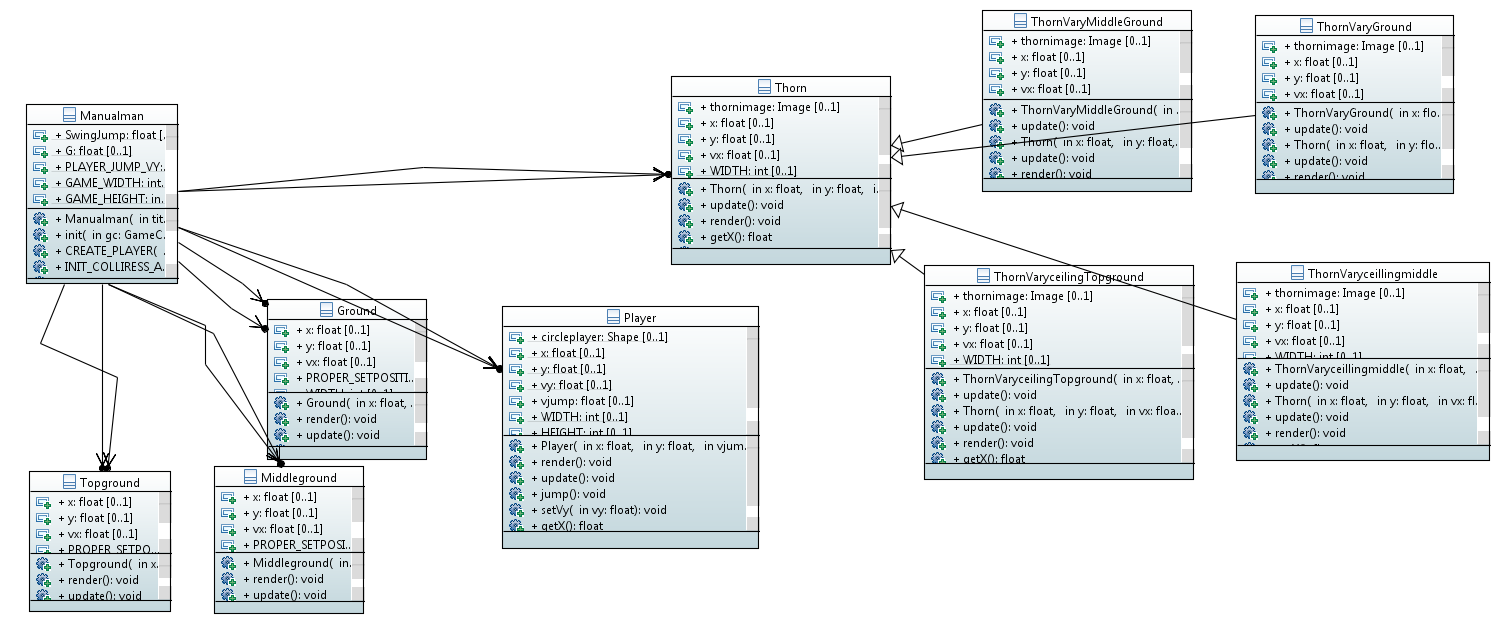 Manualman
+ SwingJump: float [..
+ G: float [0..1]
+ PLAYER_JUMP_VY:.
+ GAME_WIDTH: int.
+ GAME_HEIGHT: in.
+ Manualman( in tit.
+ init( in gc: GameC.
+ CREATE_PLAYER(
+ INIT_COLLIRESS_A.
Thorn
+ thornimage: Image [0..1]
+ x: float [0..1]
+ y: float [0..1]
+ vx: float [0..1]
+ WIDTH: int [0..1]
+ Thorn( in x: float, in y: float, i.
+ update(): void
+ render(): void
+ getX(): float
ThornVaryMiddleGround
+ thornimage: Image [0..1]
+ x: float [0..1]
+ y: float [0..1]
+ vx: float [0..1]
+ ThornVaryMiddleGround( in .
+ update(): void
+ Thorn( in x: float, in y: float,.
+ update(): void
+ render(): void
ThornVaryGround
+ thornimage: Image [0..1]
+ x: float [0..1]
+ y: float [0..1]
+ vx: float [0..1]
+ ThornVaryGround( in x: flo.
+ update(): void
+ Thorn( in x: float, in y: flo..
+ update(): void
+ render(): void
Ground
+ x: float [0..1]
+ y: float [0..1]
+ vx: float [0..1]
+ PROPER_SETPOSITI..
+ WIDTH: int [0..1]
+ Ground( in x: float, .
+ render(): void
+ update(): void
Player
+ circleplayer: Shape [0..1]
+ x: float [0..1]
+ y: float [0..1]
+ vy: float [0..1]
+ vjump: float [0..1]
+ WIDTH: int [0..1]
+ HEIGHT: int [0..1]
+ Player( in x: float, in y: float, in vjum.
+ render(): void
+ update(): void
+ jump(): void
+ setVy( in vy: float): void
+ getX(): float
ThornVaryceilingTopground
+ thornimage: Image [0..1]
+ x: float [0..1]
+ y: float [0..1]
+ vx: float [0..1]
+ WIDTH: int [0..1]
+ ThornVaryceilingTopground( in x: float, .
+ update(): void
+ Thorn( in x: float, in y: float, in vx: floa..
+ update(): void
+ render(): void
+ getX(): float
ThornVaryceillingmiddle
+ thornimage: Image [0..1]
+ x: float [0..1]
+ y: float [0..1]
+ vx: float [0..1]
+ WIDTH: int [0..1]
+ ThornVaryceillingmiddle( in x: float, .
+ update(): void
+ Thorn( in x: float, in y: float, in vx: fl.
+ update(): void
+ render(): void
Topground
+ x: float [0..1]
+ y: float [0..1]
+ vx: float [0..1]
+ PROPER_SETPO...
+ Topground( in x.
+ render(): void
+ update(): void
Middleground
+ x: float [0..1]
+ y: float [0..1]
+ vx: float [0..1]
+ PROPER_SETPOSI..
+ Middleground( in.
+ render(): void
+ update(): void